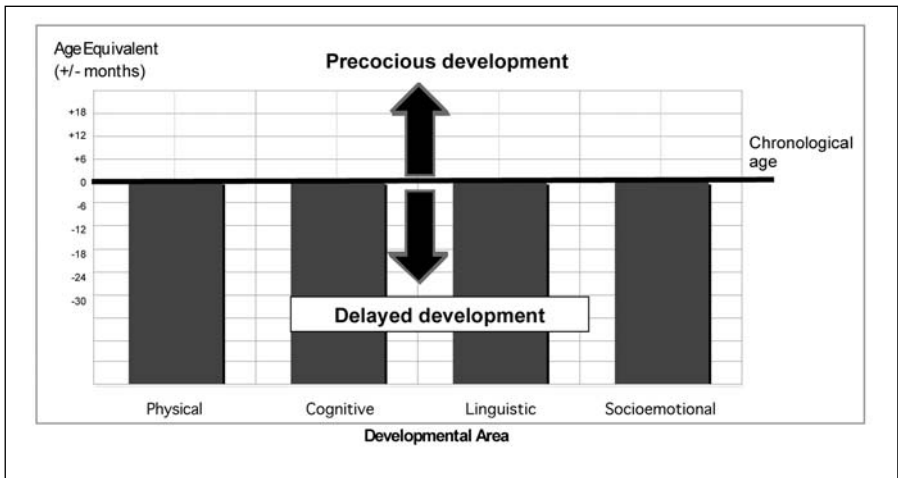 Age Equivalent
(+/- months)
Precocious development
+18
+12
+6
0
-6
-12
-18
-24
-30
Chronological
age
Delayed development
Physical Cognitive Linguistic Socioemotional
Developmental Area